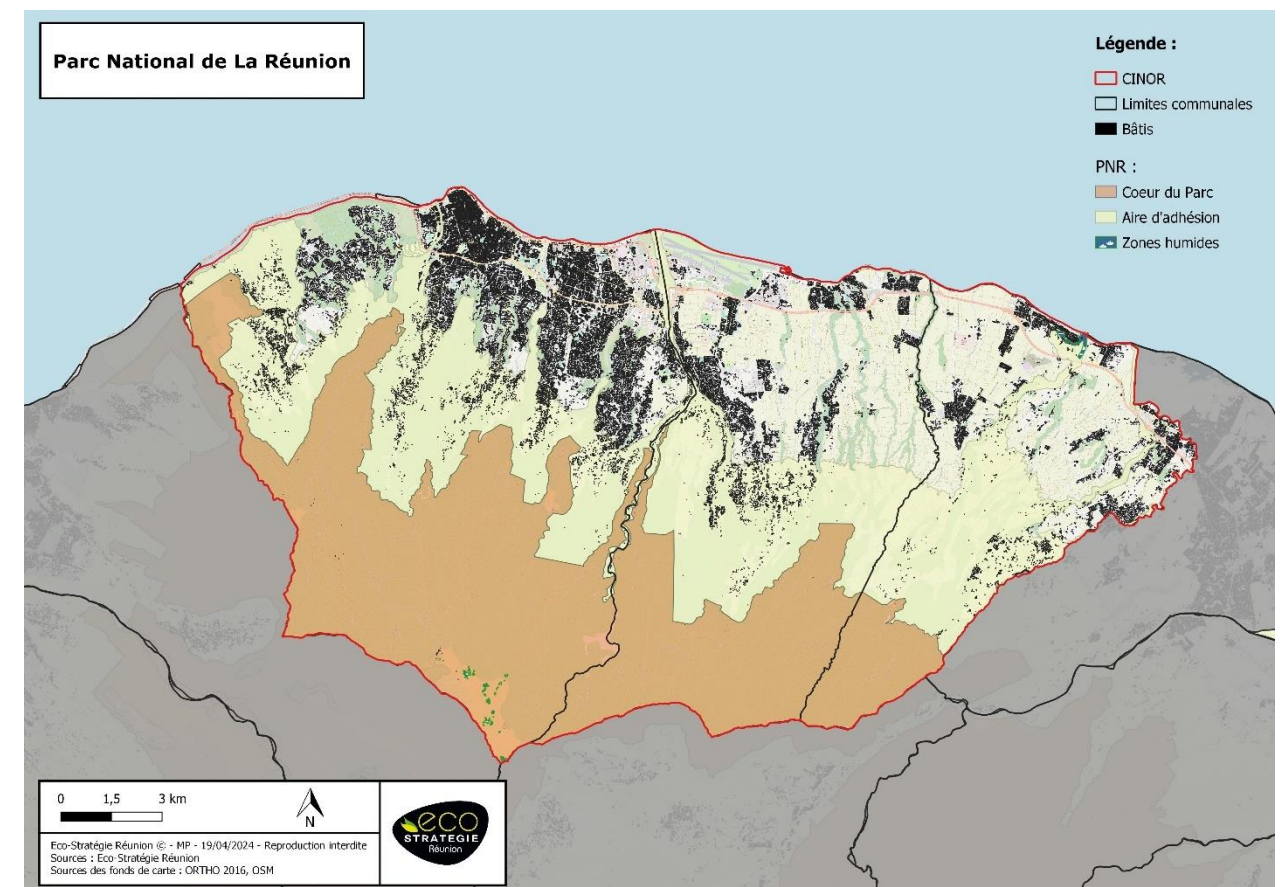 Parc National de La Réunion
Légende :
CINOR
Limites communales
Bâtis
PNR :
Coeur du Parc
Aire d'adhésion
Zones humides
0 1,5 3 km
N
Eco-Stratégie Réunion © - MP - 19/04/2024 - Reproduction interdite
Sources : Eco-Stratégie Réunion
Sources des fonds de carte : ORTHO 2016, OSM
eco
STRATEGIE
Réunion